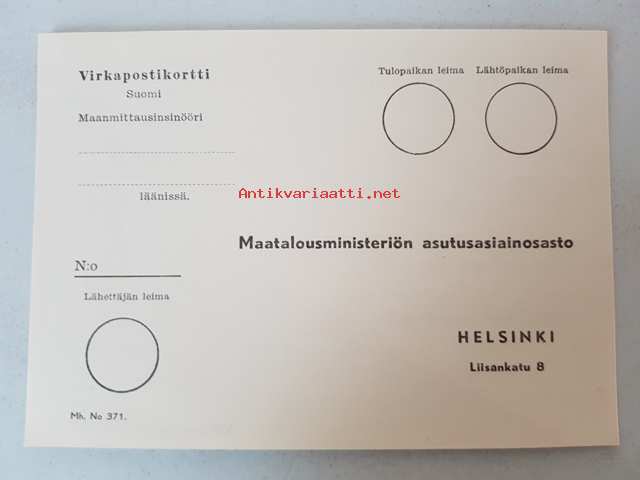 Virkapostikortti
Suomi
Maanmittausinsinööri
läänissä.
Tulopaikan leima
Lähtöpaikan leima
Antikvariaatti.net
Maatalousministeriön asutusasiainosasto
N:o
Lähettäjän leima
HELSINKI
Liisankatu 8
Mh. No 371.